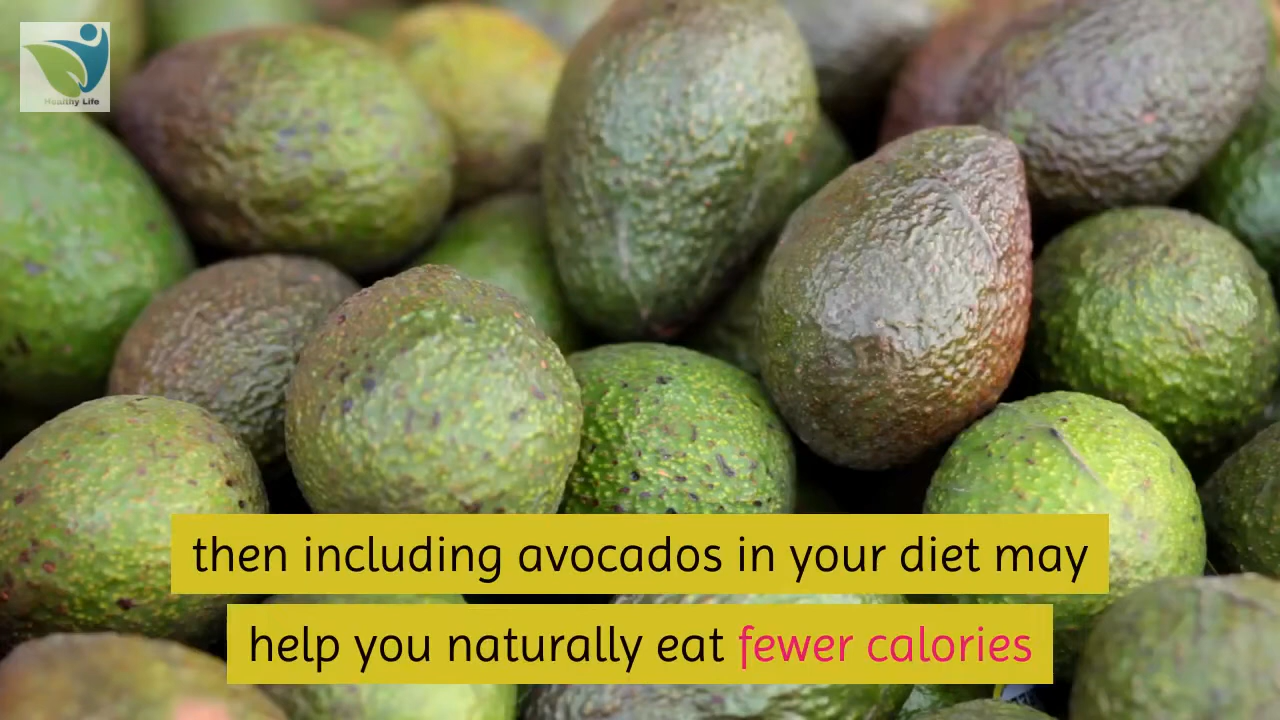 Healthy Life
then including avocados in your diet may
help you naturally eat fewer calories